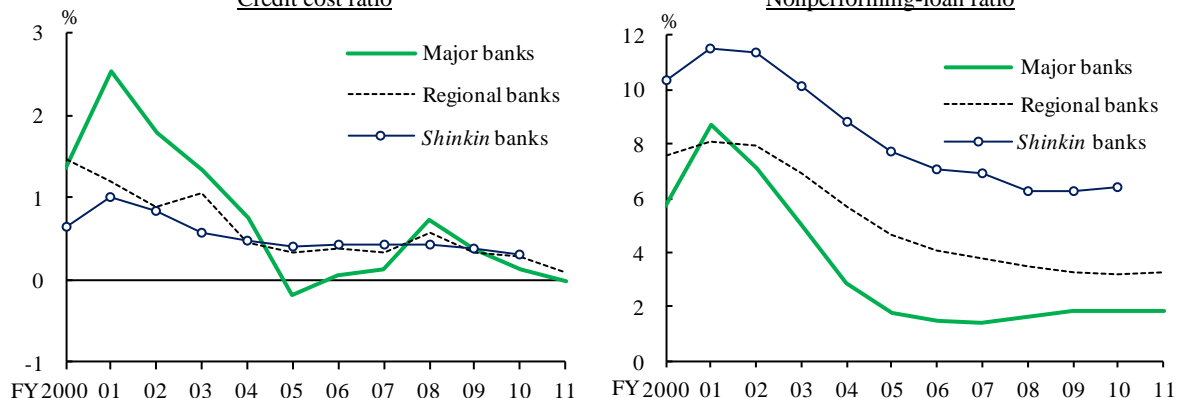 Credit cost ratio
%
3
2
1
0
-1
Major banks
Regional banks
Shinkin banks
FY2000 01 02 03 04 05 06 07 08 09 10 11
Nonperforming-loan ratio
%
12
10
8
6
4
2
0
Major banks
Regional banks
Shinkin banks
FY2000 01 02 03 04 05 06 07 08 09 10 11